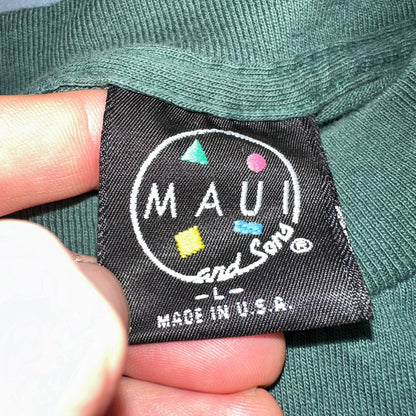 MAUI
and Sons ®
-L-
MADE IN U.S.A.